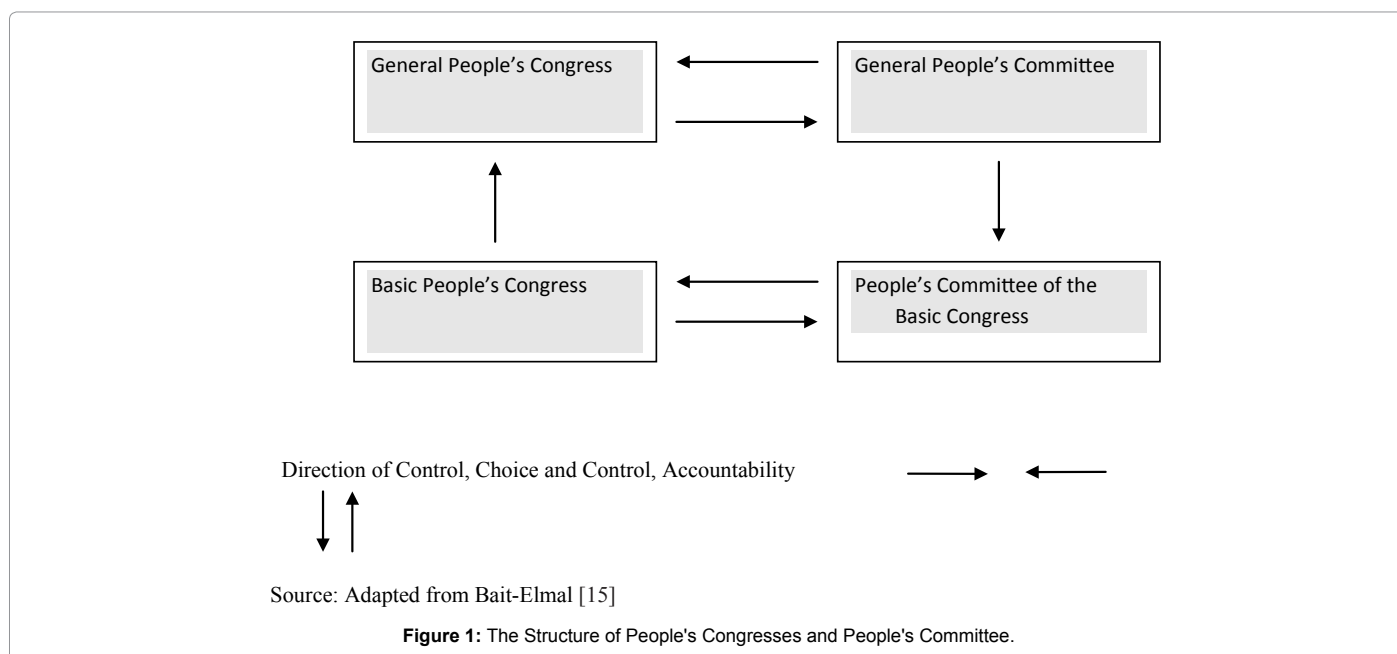 General People’s Congress
General People’s Committee
Basic People’s Congress
People’s Committee of the
Basic Congress
Direction of Control, Choice and Control, Accountability
Source: Adapted from Bait-Elmal [15]
Figure 1: The Structure of People's Congresses and People's Committee.